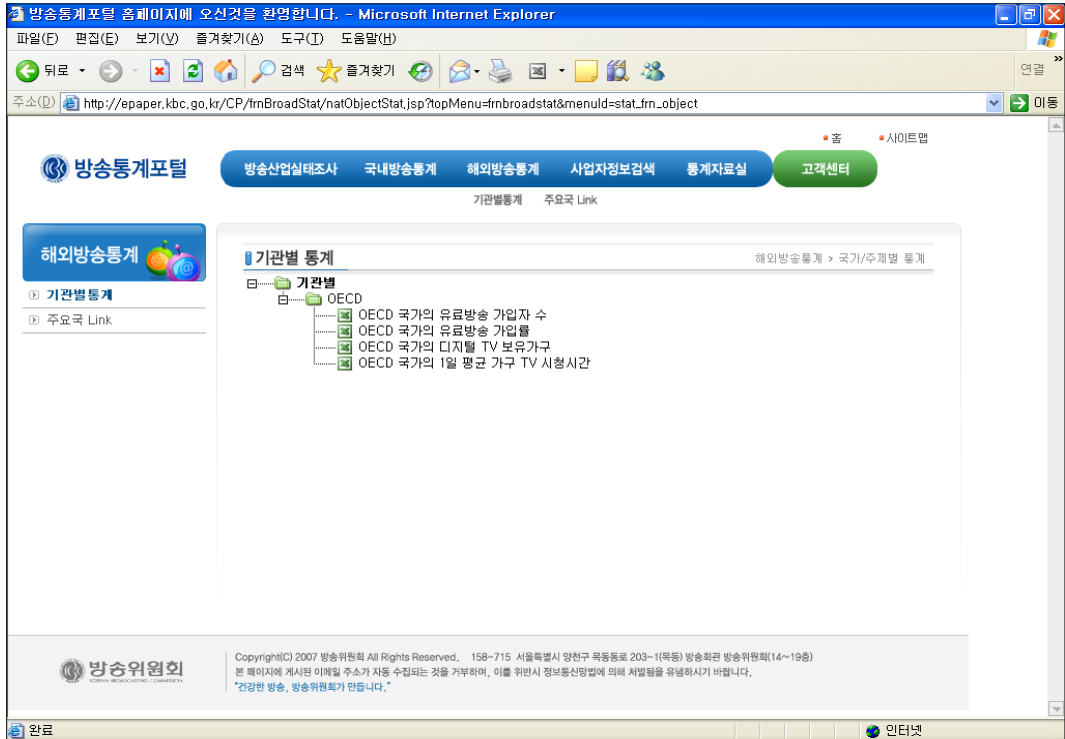 방송통계포털 홈페이지에 오신것을 환영합니다. - Microsoft Internet Explorer
파일(F) 편집(E) 보기(V) 즐겨찾기(A) 도구(T) 도움말(H)
뒤로 검색 즐겨찾기 연결 »
주소(D) http://epaper.kbc.go.kr/CP/frnBroadStat/natObjectStat.jsp?topMenu=frnbroadstat&menuId=stat_frn_object 이동
홈 사이트맵
방송통계포털 방송산업실태조사 국내방송통계 해외방송통계 사업자정보검색 통계자료실 고객센터
기관별통계 주요국 Link
해외방송통계
기관별통계
주요국 Link
기관별 통계 해외방송통계 > 국가/주제별 통계
기관별
OECD
OECD 국가의 유료방송 가입자 수
OECD 국가의 유료방송 가입률
OECD 국가의 디지털 TV 보유가구
OECD 국가의 1일 평균 가구 TV 시청시간
방송위원회
KOREAN BROADCASTING COMMISSION
Copyright(C) 2007 방송위원회 All Rights Reserved. 158-715 서울특별시 양천구 목동동로 203-1(목동) 방송회관 방송위원회(14~19층)
본 페이지에 게시된 이메일 주소가 자동 수집되는 것을 거부하며, 이를 위반시 정보통신망법에 의해 처벌됨을 유념하시기 바랍니다.
"건강한 방송, 방송위원회가 만듭니다."
완료 인터넷